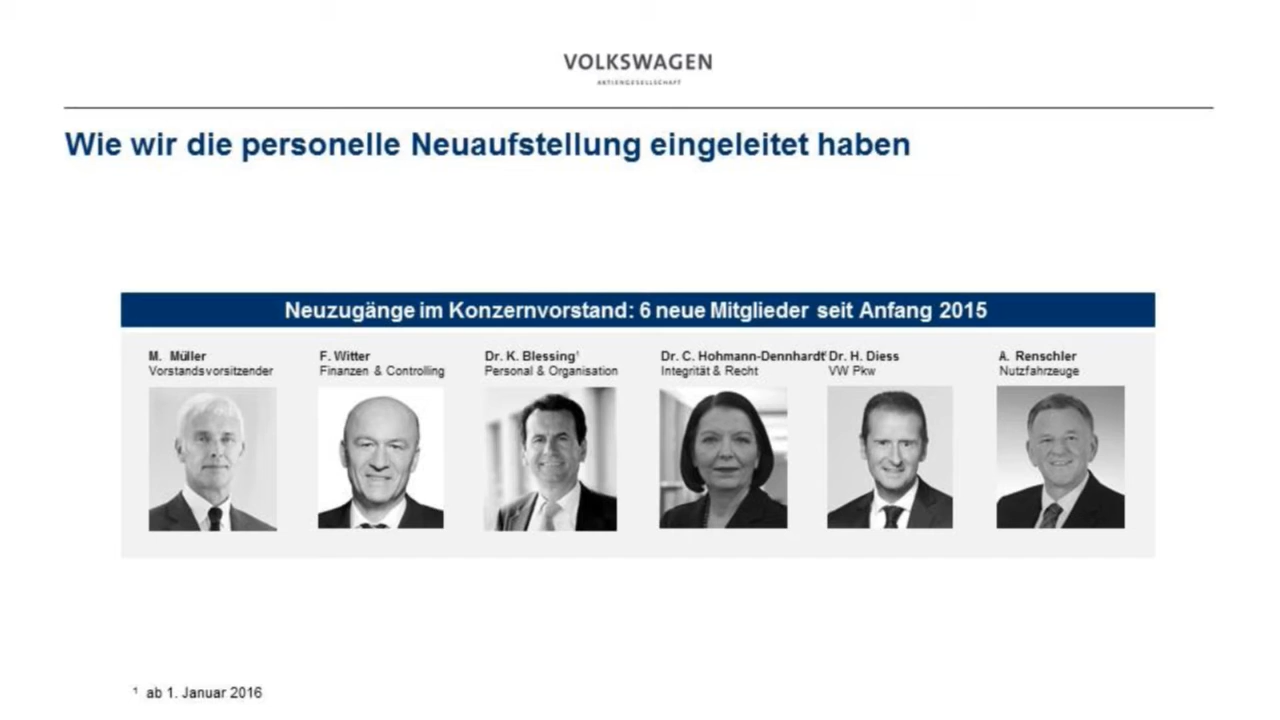 VOLKSWAGEN
AKTIENGESELLSCHAFT
Wie wir die personelle Neuaufstellung eingeleitet haben
Neuzugänge im Konzernvorstand: 6 neue Mitglieder seit Anfang 2015
M. Müller
Vorstandsvorsitzender
F. Witter
Finanzen & Controlling
Dr. K. Blessing¹
Personal & Organisation
Dr. C. Hohmann-Dennhardt¹
Integrität & Recht
Dr. H. Diess
VW Pkw
A. Renschler
Nutzfahrzeuge
¹ ab 1. Januar 2016